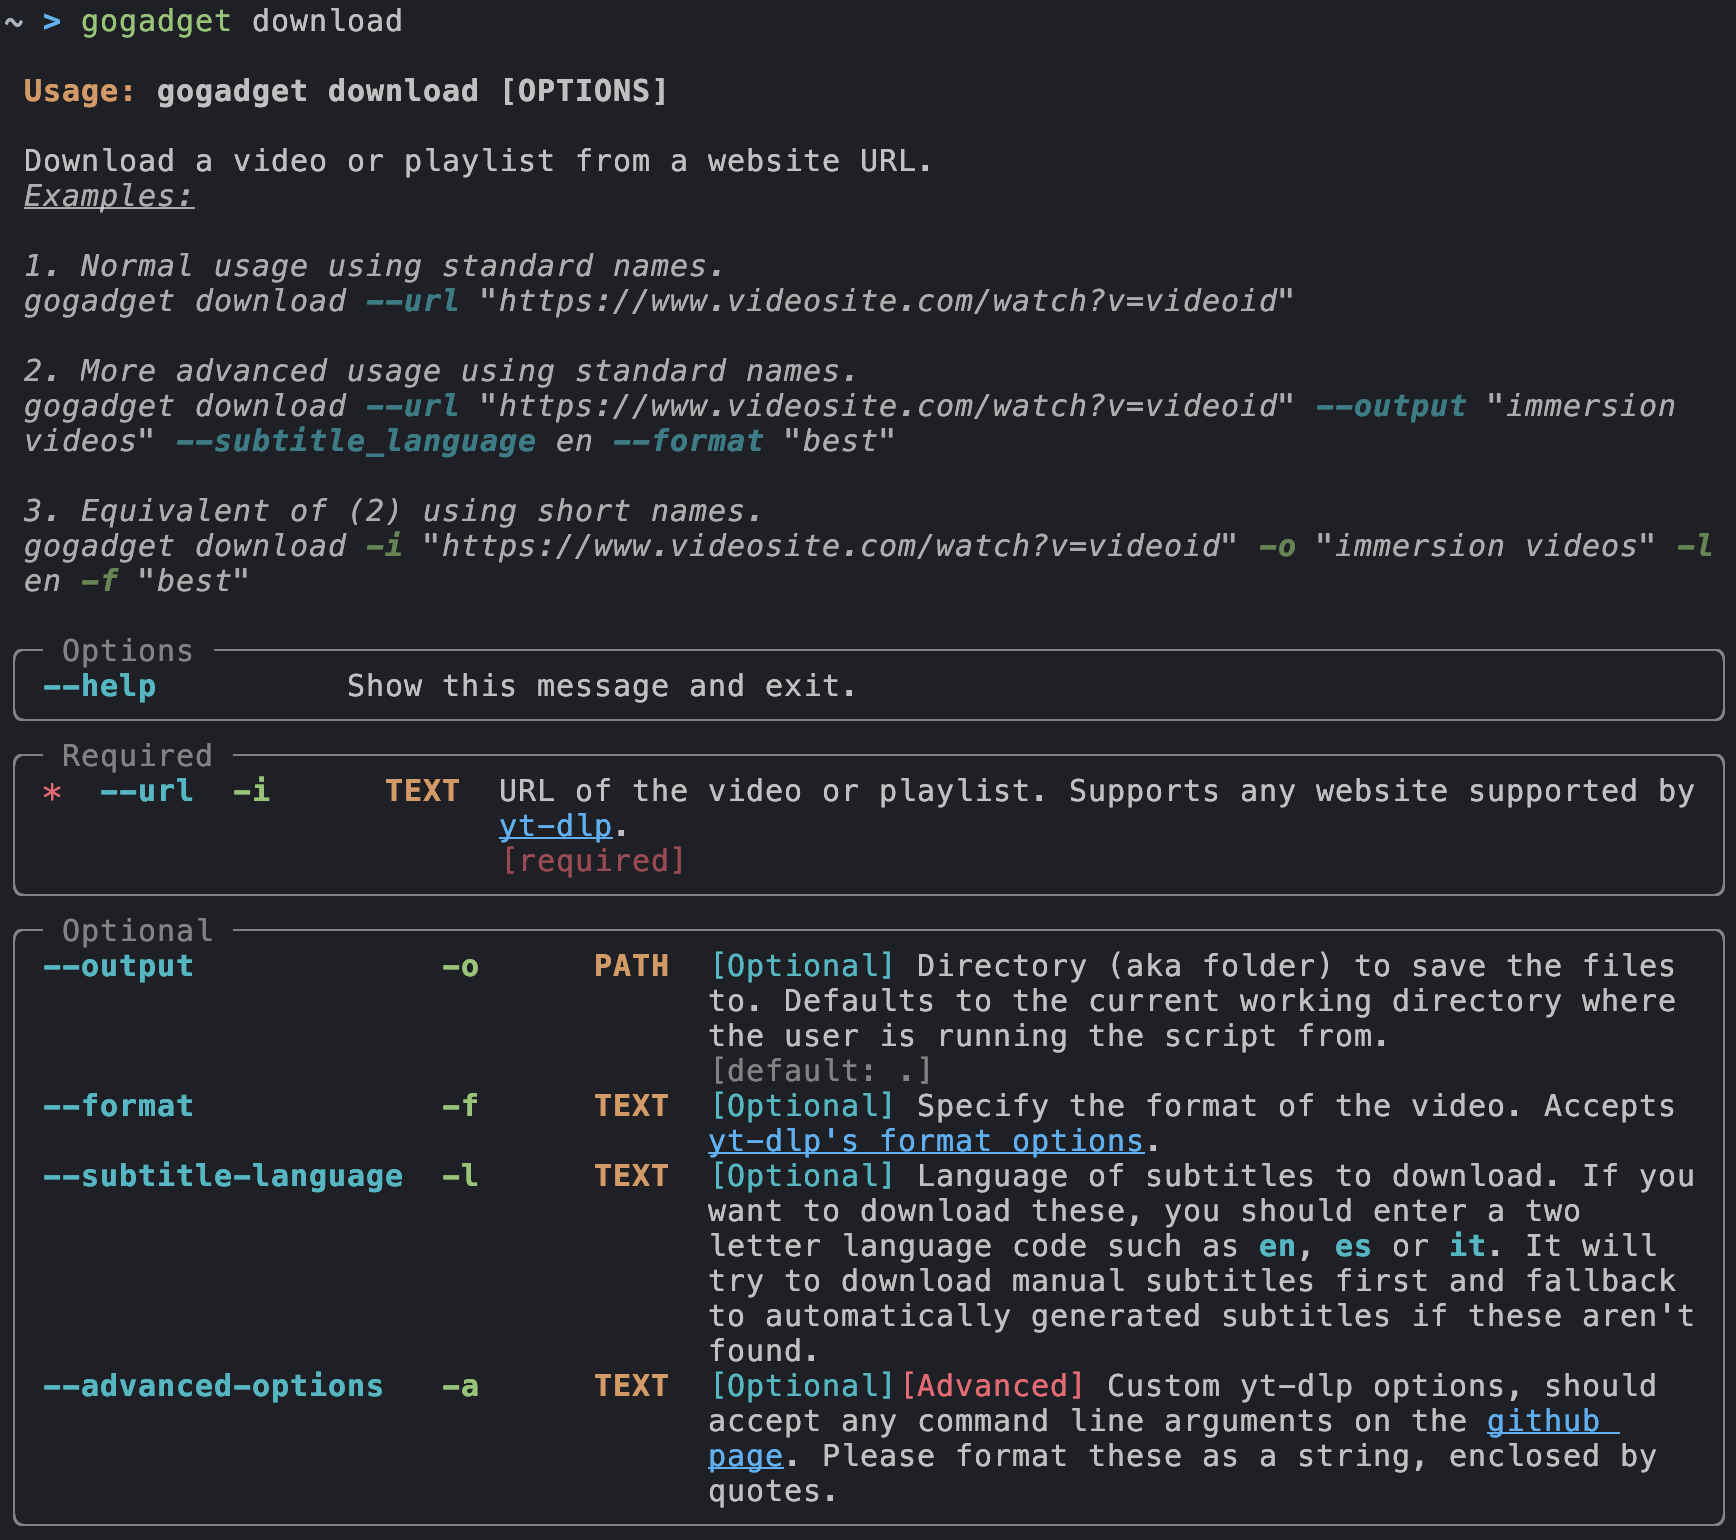 ~ > gogadget download
Usage: gogadget download [OPTIONS]
Download a video or playlist from a website URL.
Examples:
1. Normal usage using standard names.
gogadget download --url "https://www.videosite.com/watch?v=videoid"
2. More advanced usage using standard names.
gogadget download --url "https://www.videosite.com/watch?v=videoid" --output "immersion
videos" --subtitle_language en --format "best"
3. Equivalent of (2) using short names.
gogadget download -i "https://www.videosite.com/watch?v=videoid" -o "immersion videos" -l
en -f "best"
Options
--help Show this message and exit.
Required
* --url -i TEXT URL of the video or playlist. Supports any website supported by
yt-dlp.
[required]
Optional
--output -o PATH [Optional] Directory (aka folder) to save the files
to. Defaults to the current working directory where
the user is running the script from.
[default: .]
--format -f TEXT [Optional] Specify the format of the video. Accepts
yt-dlp's format options.
--subtitle-language -l TEXT [Optional] Language of subtitles to download. If you
want to download these, you should enter a two
letter language code such as en, es or it. It will
try to download manual subtitles first and fallback
to automatically generated subtitles if these aren't
found.
--advanced-options -a TEXT [Optional][Advanced] Custom yt-dlp options, should
accept any command line arguments on the github
page. Please format these as a string, enclosed by
quotes.